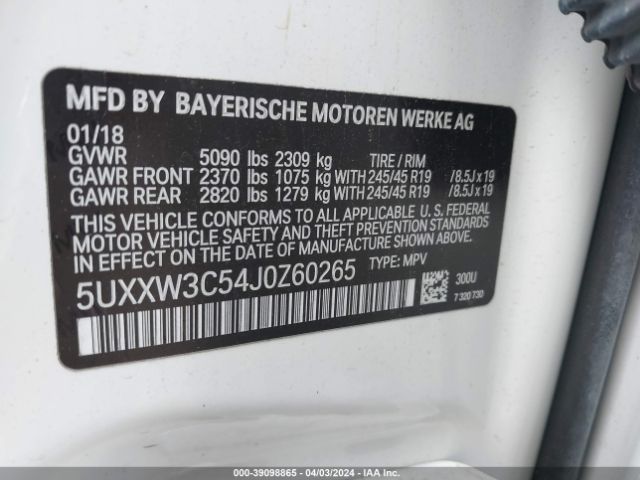 MFD BY BAYERISCHE MOTOREN WERKE AG
01/18
GVWR 5090 lbs 2309 kg TIRE / RIM
GAWR FRONT 2370 lbs 1075 kg WITH 245/45 R19 /8.5J x 19
GAWR REAR 2820 lbs 1279 kg WITH 245/45 R19 /8.5J x 19
THIS VEHICLE CONFORMS TO ALL APPLICABLE U. S. FEDERAL
MOTOR VEHICLE SAFETY AND THEFT PREVENTION STANDARDS
IN EFFECT ON THE DATE OF MANUFACTURE SHOWN ABOVE.
5UXXW3C54J0Z60265 TYPE: MPV
300U
7 320 730
000-39098865 - 04/03/2024 - IAA Inc.